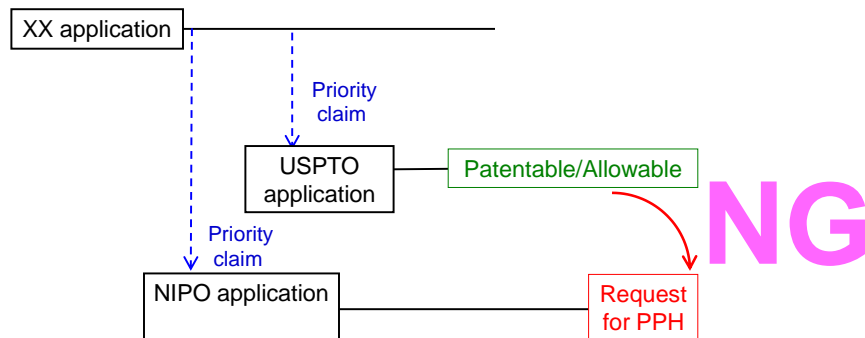 XX application
Priority
claim
USPTO
application
Patentable/Allowable
NG
Priority
claim
NIPO application
Request
for PPH